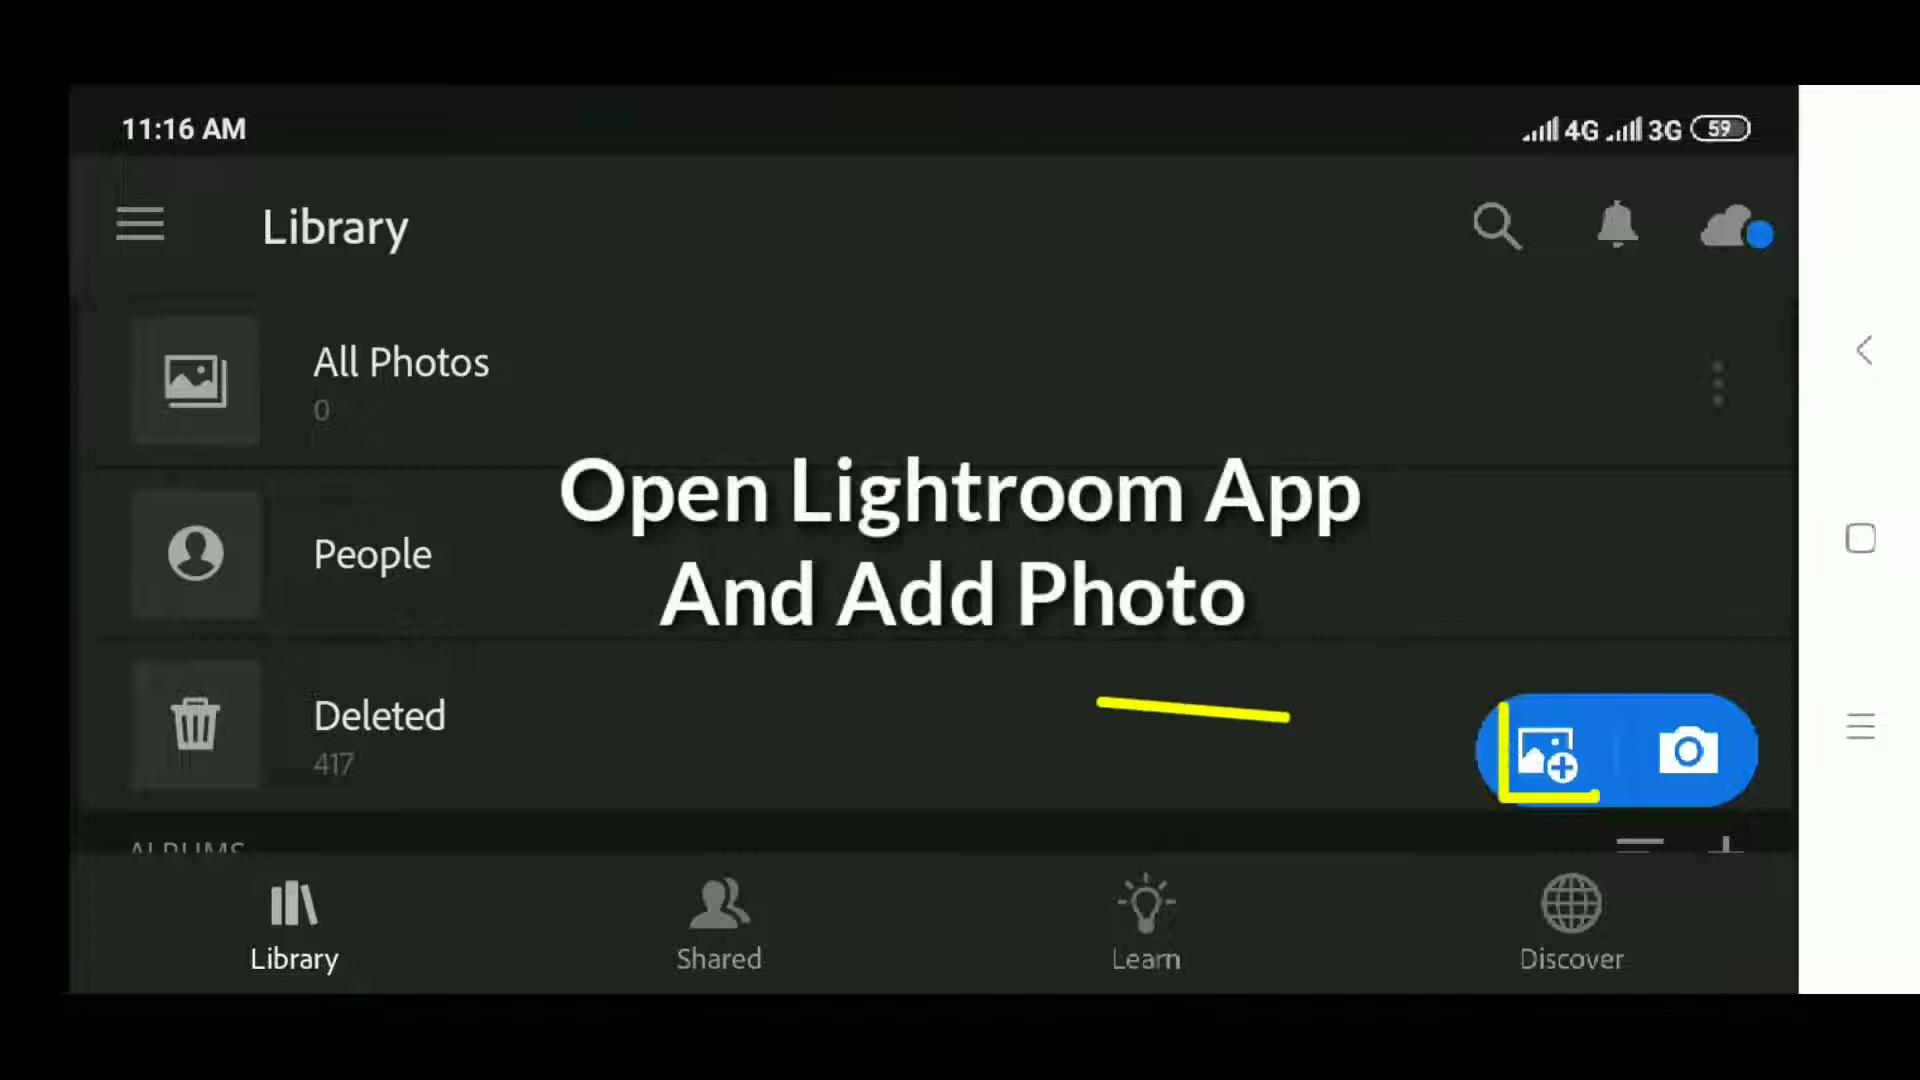 11:16 AM
4G 3G 59
Library
All Photos
0
Open Lightroom App
And Add Photo
People
Deleted
417
ALBUMS
Library
Shared
Learn
Discover